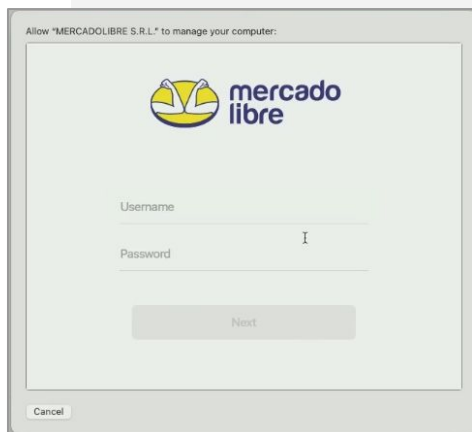 Allow "MERCADOLIBRE S.R.L." to manage your computer:
mercado
libre
Username
Password
Next
Cancel